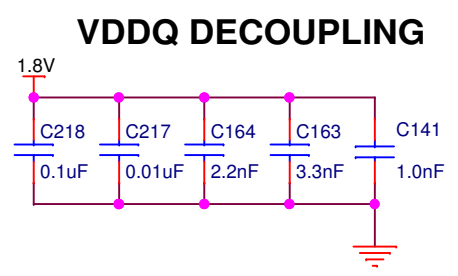 VDDQ DECOUPLING
1.8V
C218 C217 C164 C163 C141
0.1uF 0.01uF 2.2nF 3.3nF 1.0nF